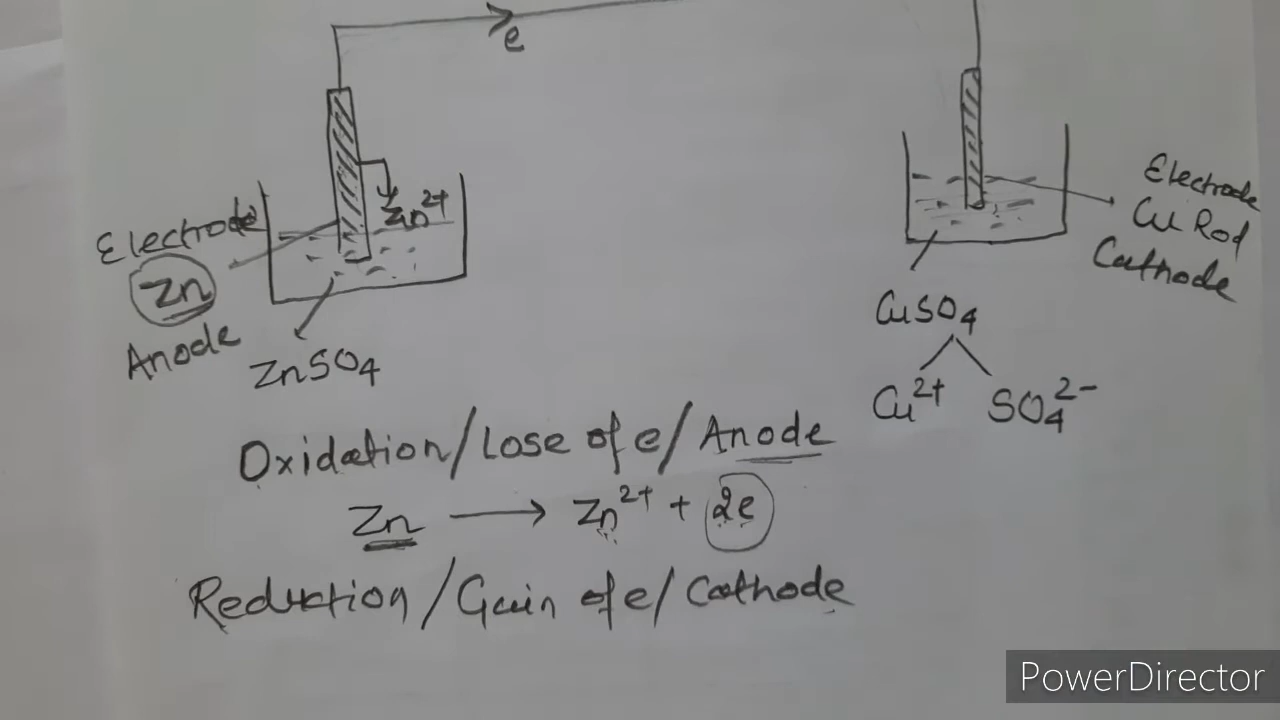 e
Zn²⁺
Electrode
Zn
Anode
ZnSO₄
Electrode
Cu Rod
Cathode
CuSO₄
Cu²⁺ SO₄²⁻
Oxidation/Lose of e/Anode
Zn ⟶ Zn²⁺ + 2e
Reduction/Gain of e/Cathode
PowerDirector